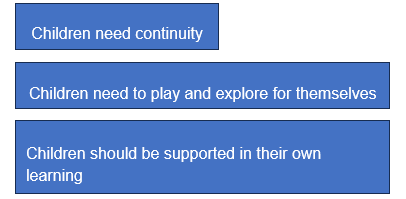 Children need continuity
Children need to play and explore for themselves
Children should be supported in their own
learning